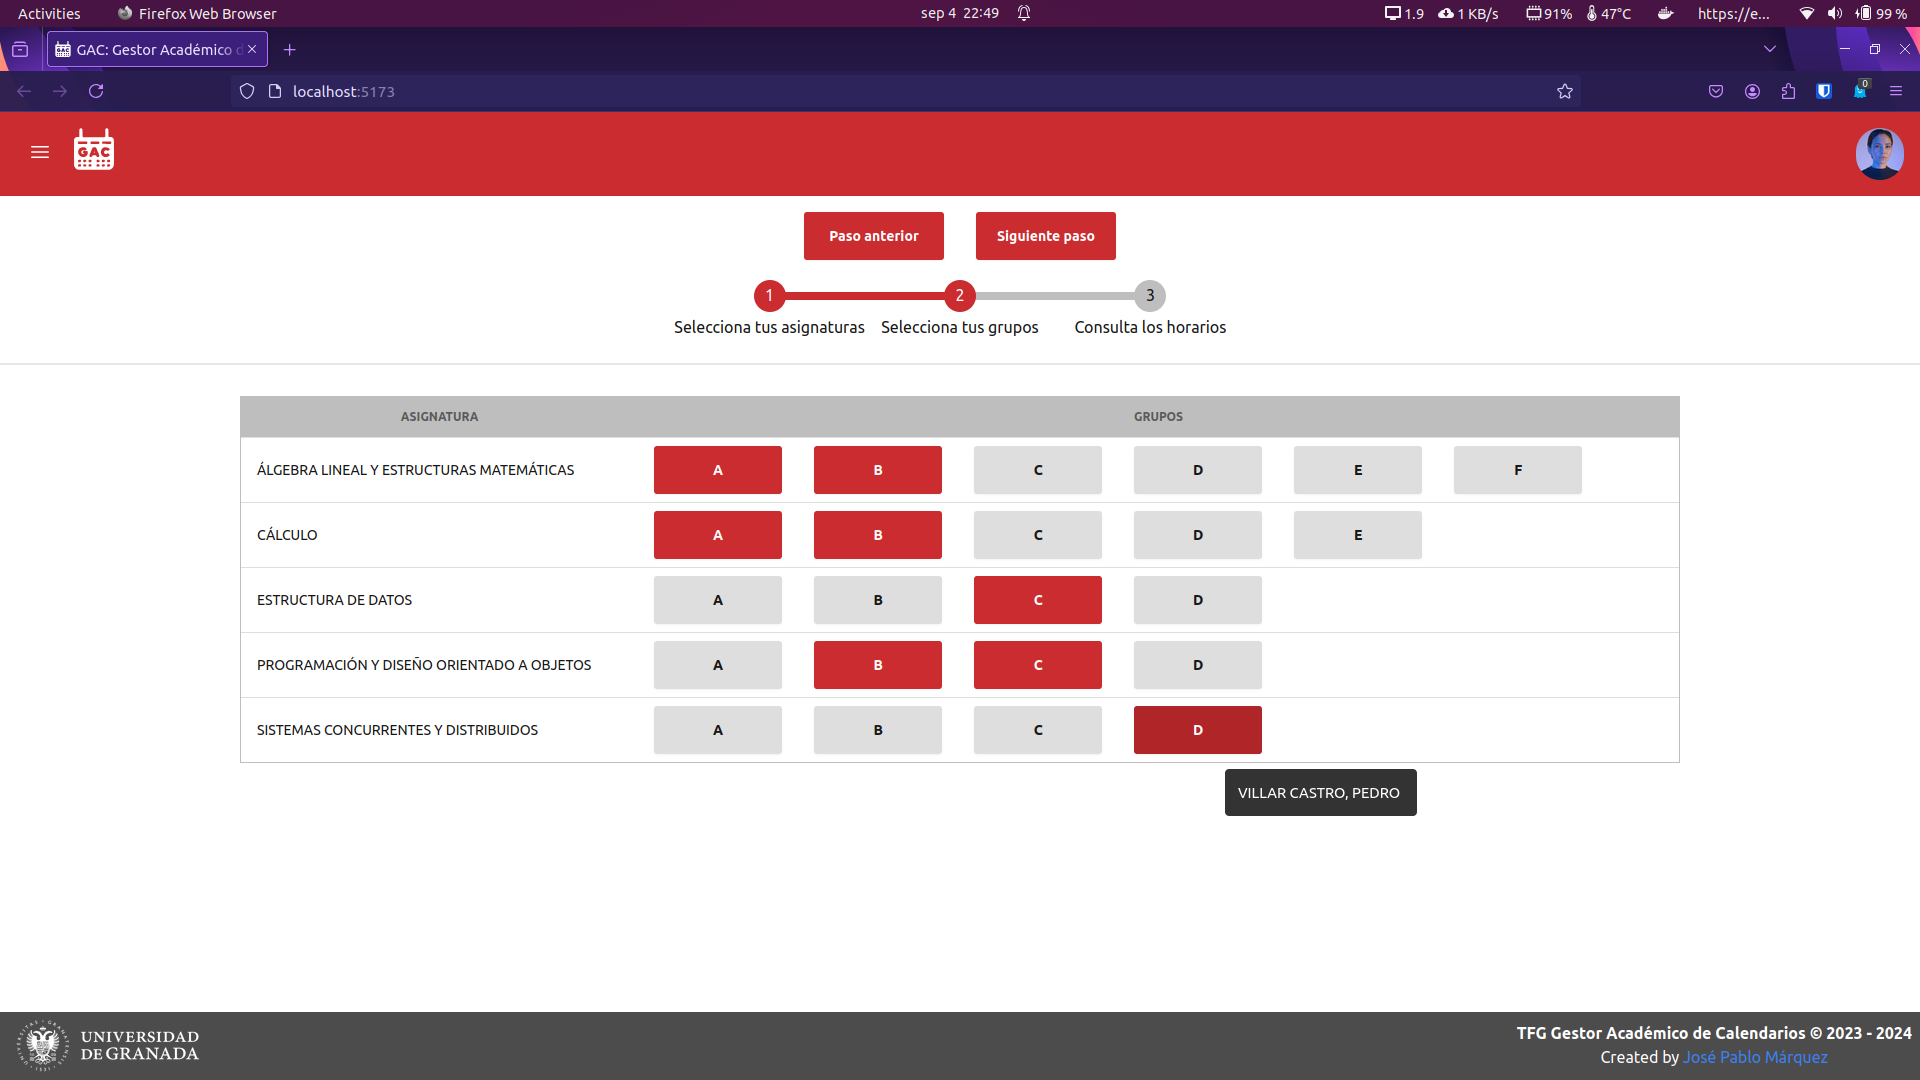 Activities Firefox Web Browser sep 4 22:49 1.9 1 KB/s 91% 47°C https://e... 99 %
GAC: Gestor Académico d
localhost:5173 0
GAC
Paso anterior Siguiente paso
1 2 3
Selecciona tus asignaturas Selecciona tus grupos Consulta los horarios
ASIGNATURA GRUPOS
ÁLGEBRA LINEAL Y ESTRUCTURAS MATEMÁTICAS A B C D E F
CÁLCULO A B C D E
ESTRUCTURA DE DATOS A B C D
PROGRAMACIÓN Y DISEÑO ORIENTADO A OBJETOS A B C D
SISTEMAS CONCURRENTES Y DISTRIBUIDOS A B C D
VILLAR CASTRO, PEDRO
UNIVERSIDAD
DE GRANADA
TFG Gestor Académico de Calendarios © 2023 - 2024
Created by José Pablo Márquez